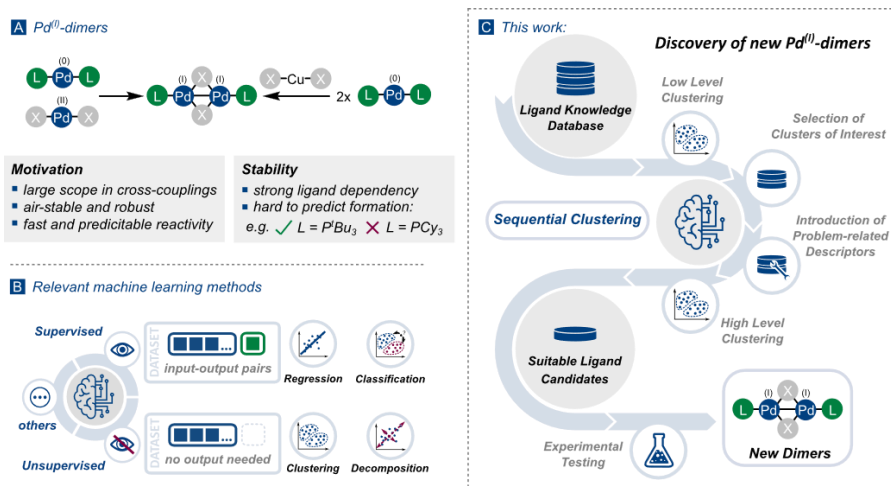 A Pd(I)-dimers
(0)
L Pd L
(II)
X Pd X
X
(I) (I)
L Pd Pd L
X
X Cu X
2x
(0)
L Pd L
Motivation
▪ large scope in cross-couplings
▪ air-stable and robust
▪ fast and predicitable reactivity
Stability
▪ strong ligand dependency
▪ hard to predict formation:
e.g. ✓ L = PtBu3 ✗ L = PCy3
B Relevant machine learning methods
Supervised
others
Unsupervised
DATASET
...
input-output pairs
Regression
Classification
DATASET
...
no output needed
Clustering
Decomposition
C This work:
Discovery of new Pd(I)-dimers
Ligand Knowledge
Database
Low Level
Clustering
Selection of
Clusters of Interest
Sequential Clustering
Introduction of
Problem-related
Descriptors
High Level
Clustering
Suitable Ligand
Candidates
Experimental
Testing
X
(I) (I)
L Pd Pd L
X
New Dimers